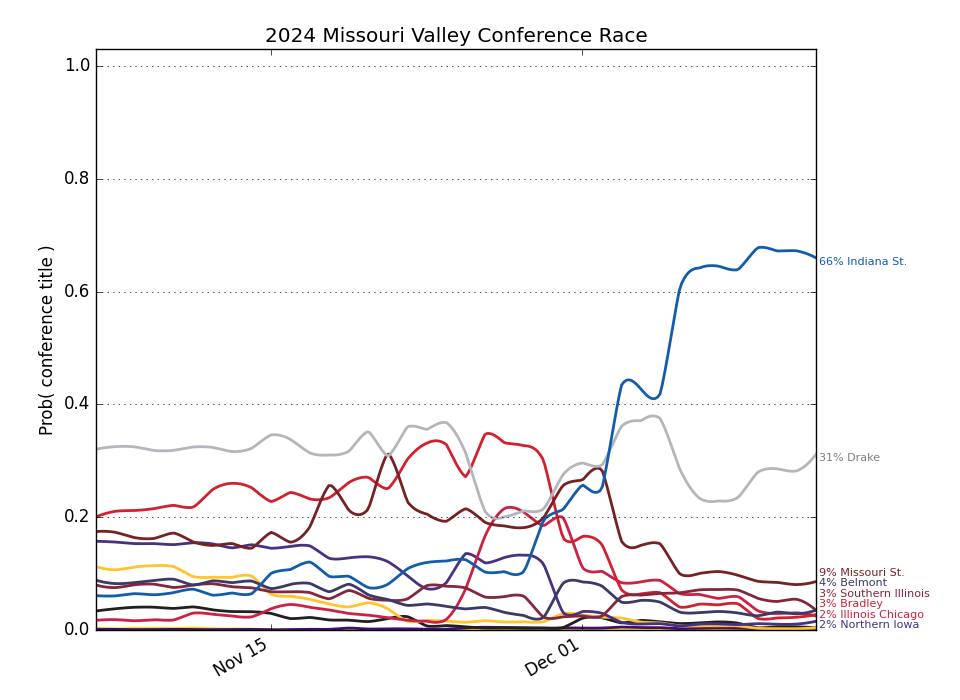 2024 Missouri Valley Conference Race
Prob( conference title )
1.0
0.8
0.6
0.4
0.2
0.0
Nov 15
Dec 01
66% Indiana St.
31% Drake
9% Missouri St.
4% Belmont
3% Southern Illinois
3% Bradley
2% Illinois Chicago
2% Northern Iowa